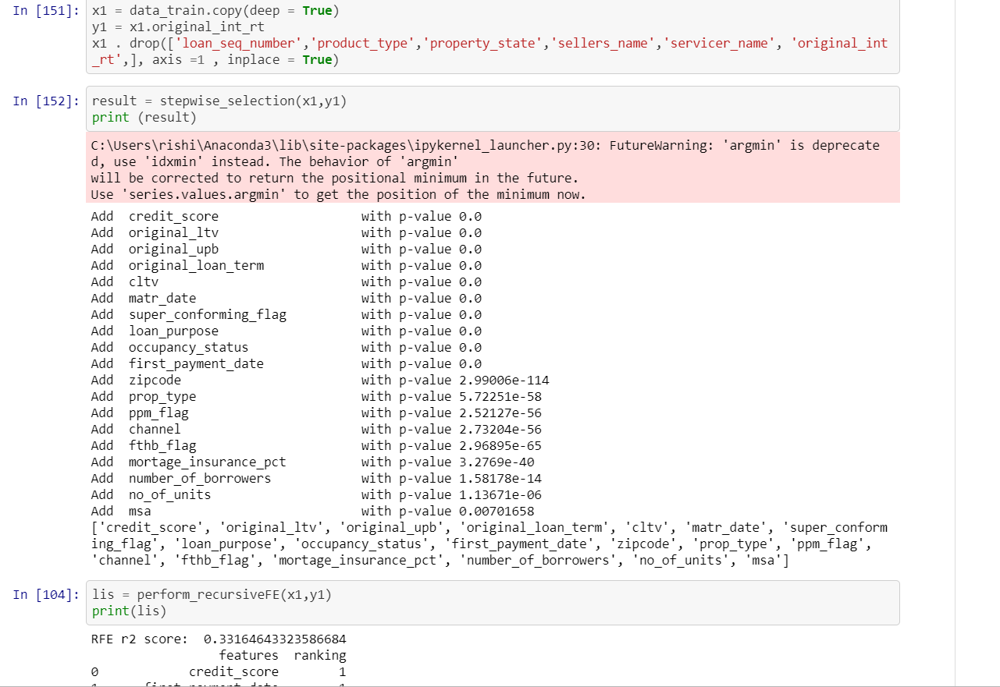 In [151]: x1 = data_train.copy(deep = True)
y1 = x1.original_int_rt
x1 . drop(['loan_seq_number','product_type','property_state','sellers_name','servicer_name', 'original_int
_rt',], axis =1 , inplace = True)
In [152]: result = stepwise_selection(x1,y1)
print (result)
C:\Users\rishi\Anaconda3\lib\site-packages\ipykernel_launcher.py:30: FutureWarning: 'argmin' is deprecate
d, use 'idxmin' instead. The behavior of 'argmin'
will be corrected to return the positional minimum in the future.
Use 'series.values.argmin' to get the position of the minimum now.
Add  credit_score                   with p-value 0.0
Add  original_ltv                   with p-value 0.0
Add  original_upb                   with p-value 0.0
Add  original_loan_term             with p-value 0.0
Add  cltv                           with p-value 0.0
Add  matr_date                      with p-value 0.0
Add  super_conforming_flag          with p-value 0.0
Add  loan_purpose                   with p-value 0.0
Add  occupancy_status               with p-value 0.0
Add  first_payment_date             with p-value 0.0
Add  zipcode                        with p-value 2.99006e-114
Add  prop_type                      with p-value 5.72251e-58
Add  ppm_flag                       with p-value 2.52127e-56
Add  channel                        with p-value 2.73204e-56
Add  fthb_flag                      with p-value 2.96895e-65
Add  mortage_insurance_pct          with p-value 3.2769e-40
Add  number_of_borrowers            with p-value 1.58178e-14
Add  no_of_units                    with p-value 1.13671e-06
Add  msa                            with p-value 0.00701658
['credit_score', 'original_ltv', 'original_upb', 'original_loan_term', 'cltv', 'matr_date', 'super_conform
ing_flag', 'loan_purpose', 'occupancy_status', 'first_payment_date', 'zipcode', 'prop_type', 'ppm_flag',
'channel', 'fthb_flag', 'mortage_insurance_pct', 'number_of_borrowers', 'no_of_units', 'msa']
In [104]: lis = perform_recursiveFE(x1,y1)
print(lis)
RFE r2 score:  0.33164643323586684
features  ranking
0            credit_score        1